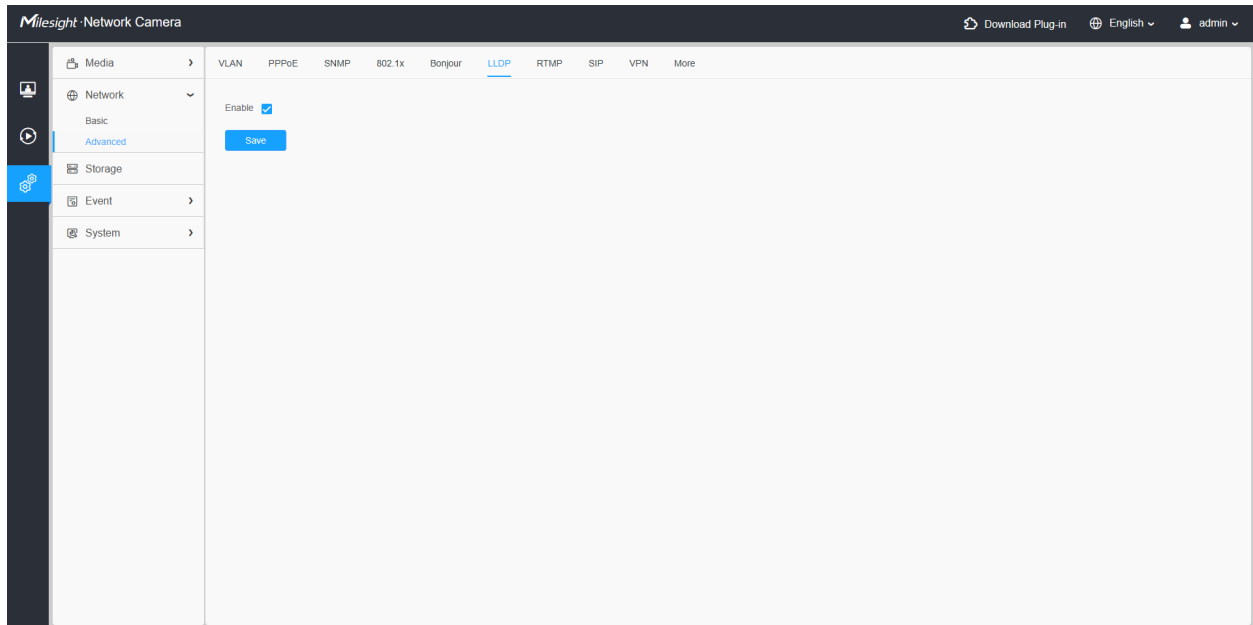 Milesight·Network Camera
Download Plug-in
English
admin
Media
Network
Basic
Advanced
Storage
Event
System
VLAN PPPoE SNMP 802.1x Bonjour LLDP RTMP SIP VPN More
Enable
Save